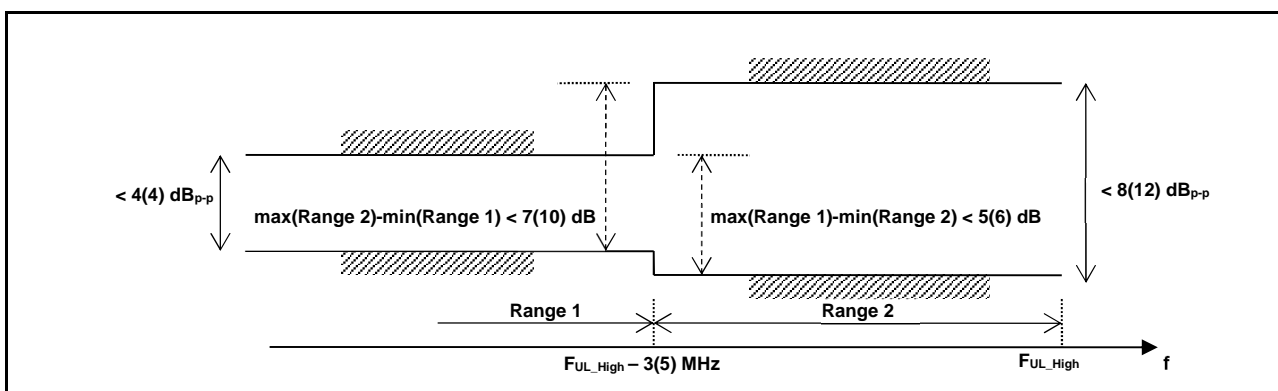 < 4(4) dBp-p
max(Range 2)-min(Range 1) < 7(10) dB
max(Range 1)-min(Range 2) < 5(6) dB
< 8(12) dBp-p
Range 1
Range 2
FUL_High – 3(5) MHz
FUL_High
f